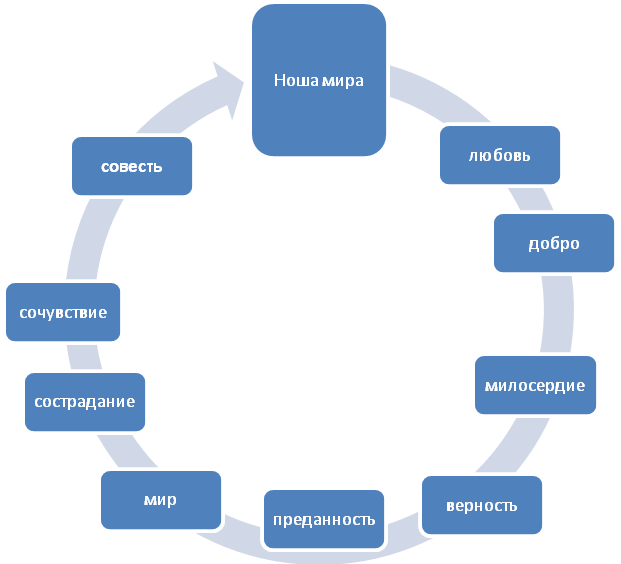 Ноша мира
любовь
добро
милосердие
верность
преданность
мир
сострадание
сочувствие
совесть